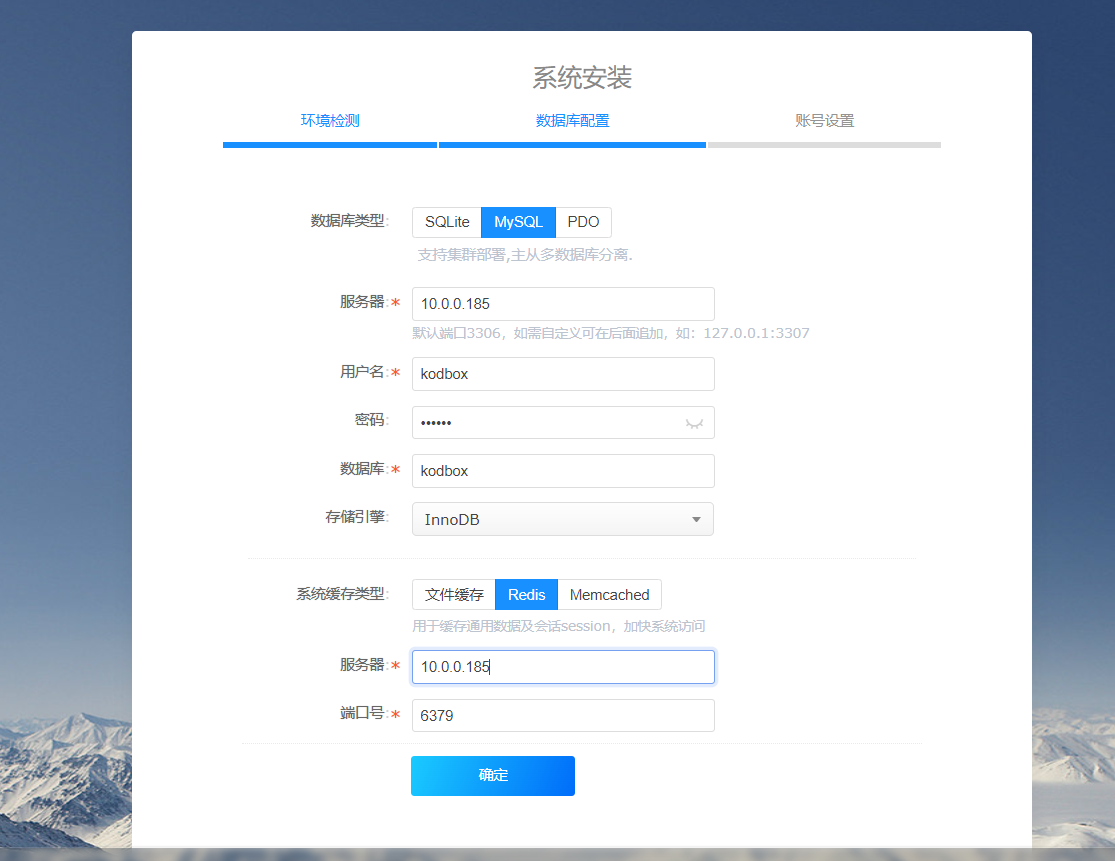 系统安装
环境检测 数据库配置 账号设置
数据库类型: SQLite MySQL PDO
支持集群部署,主从多数据库分离.
服务器:* 10.0.0.185
默认端口3306，如需自定义可在后面追加，如：127.0.0.1:3307
用户名:* kodbox
密码: ••••••
数据库:* kodbox
存储引擎: InnoDB
系统缓存类型: 文件缓存 Redis Memcached
用于缓存通用数据及会话session，加快系统访问
服务器:* 10.0.0.185
端口号:* 6379
确定